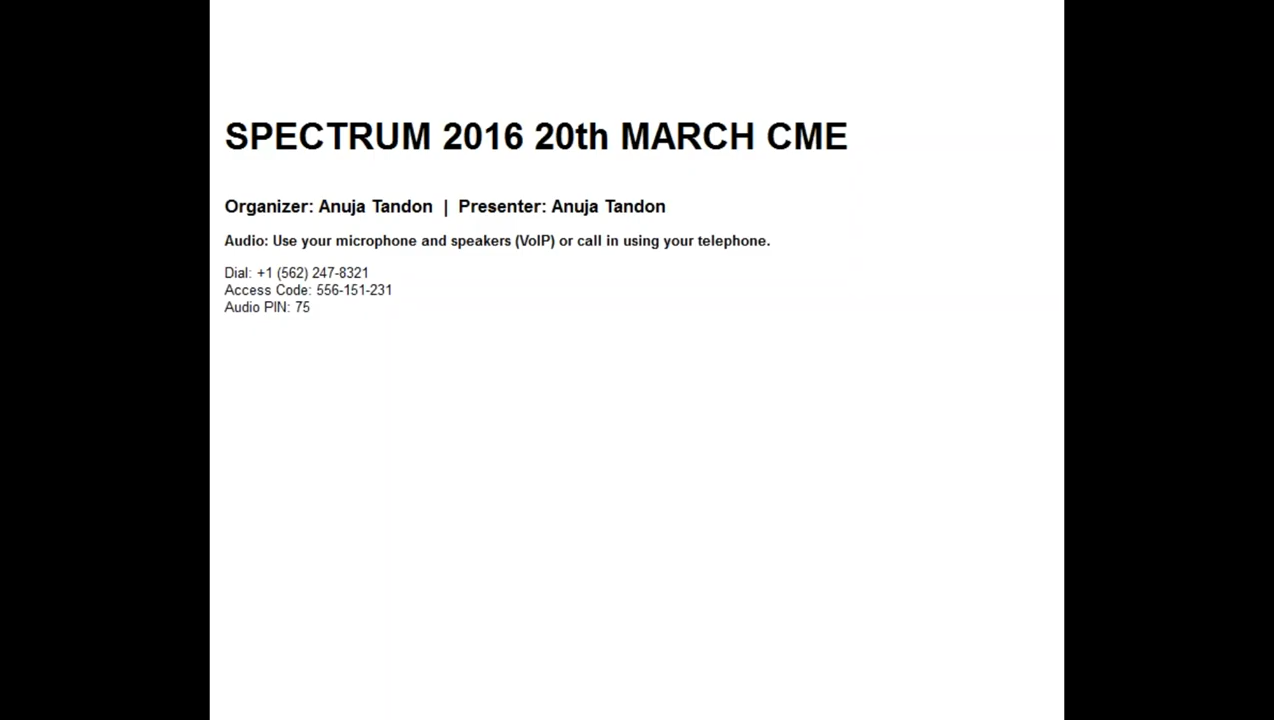 SPECTRUM 2016 20th MARCH CME
Organizer: Anuja Tandon | Presenter: Anuja Tandon
Audio: Use your microphone and speakers (VoIP) or call in using your telephone.
Dial: +1 (562) 247-8321
Access Code: 556-151-231
Audio PIN: 75